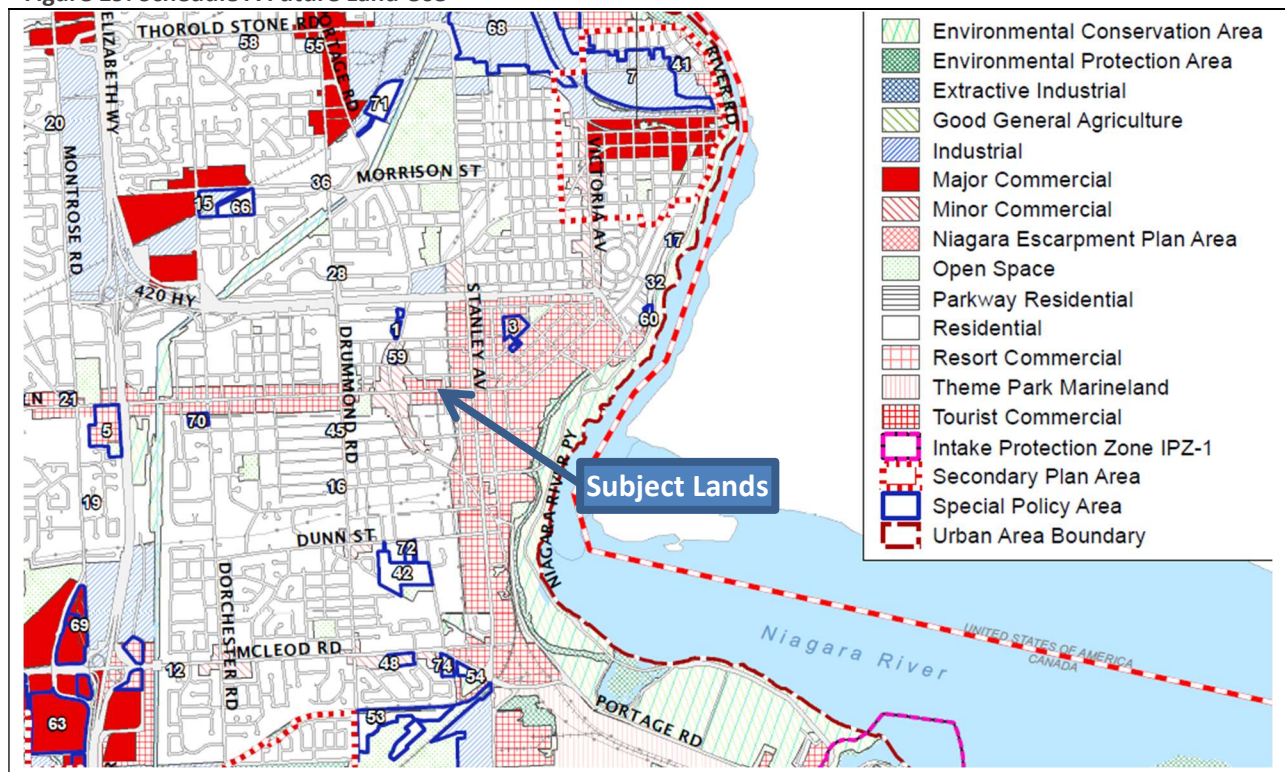 THOROLD STONE RD
58
55
PORTAGE RD
ELIZABETH WY
68
7
41
RIVER RD
71
20
MONTROSE RD
MORRISON ST
36
15
66
VICTORIA AV
17
28
32
60
420 HY
STANLEY AV
3
1
59
DRUMMOND RD
LN
21
5
70
45
19
16
DUNN ST
72
42
DORCHESTER RD
69
MCLEOD RD
12
48
74
54
53
63
PORTAGE RD
NIAGARA RIVER PY
Subject Lands
Niagara River
UNITED STATES OF AMERICA
CANADA
Environmental Conservation Area
Environmental Protection Area
Extractive Industrial
Good General Agriculture
Industrial
Major Commercial
Minor Commercial
Niagara Escarpment Plan Area
Open Space
Parkway Residential
Residential
Resort Commercial
Theme Park Marineland
Tourist Commercial
Intake Protection Zone IPZ-1
Secondary Plan Area
Special Policy Area
Urban Area Boundary